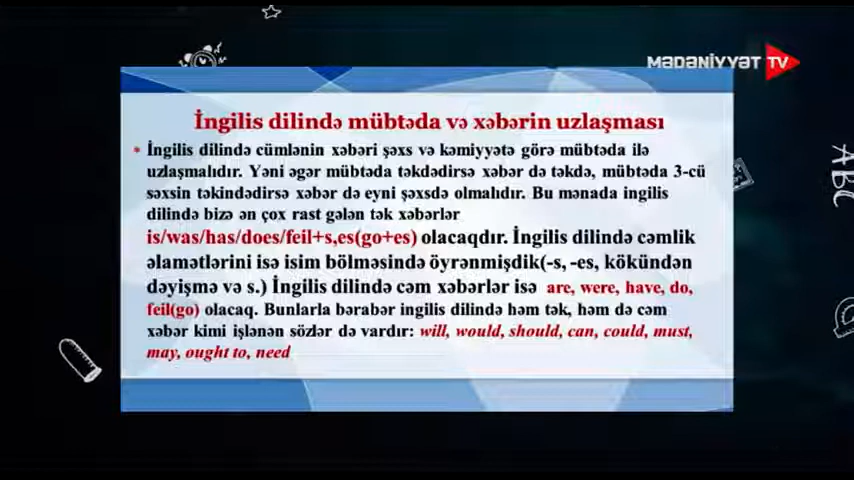 MƏDƏNİYYƏT TV
İngilis dilində mübtəda və xəbərin uzlaşması
* İngilis dilində cümlənin xəbəri şəxs və kəmiyyətə görə mübtəda ilə
uzlaşmalıdır. Yəni əgər mübtəda təkdədirsə xəbər də təkdə, mübtəda 3-cü
səxsin təkindədirsə xəbər də eyni şəxsdə olmalıdır. Bu mənada ingilis
dilində bizə ən çox rast gələn tək xəbərlər
is/was/has/does/feil+s,es(go+es) olacaqdır. İngilis dilində cəmlik
əlamətlərini isə isim bölməsində öyrənmişdik(-s, -es, kökündən
dəyişmə və s.) İngilis dilində cəm xəbərlər isə are, were, have, do,
feil(go) olacaq. Bunlarla bərabər ingilis dilində həm tək, həm də cəm
xəbər kimi işlənən sözlər də vardır: will, would, should, can, could, must,
may, ought to, need
ABC